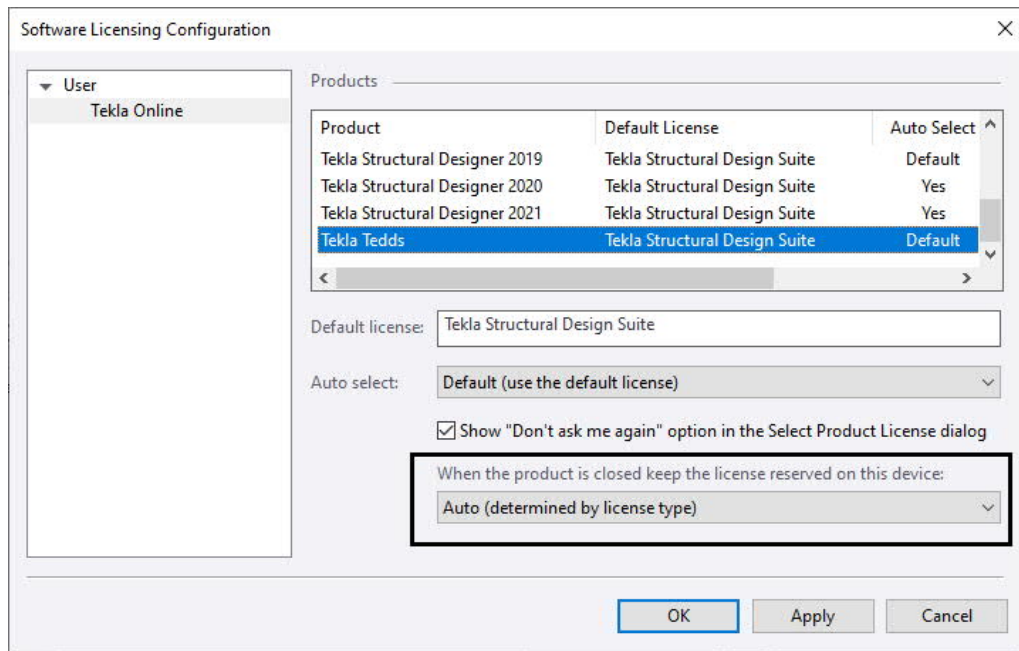 Software Licensing Configuration
User
Tekla Online
Products
Product Default License Auto Select
Tekla Structural Designer 2019 Tekla Structural Design Suite Default
Tekla Structural Designer 2020 Tekla Structural Design Suite Yes
Tekla Structural Designer 2021 Tekla Structural Design Suite Yes
Tekla Tedds Tekla Structural Design Suite Default
Default license: Tekla Structural Design Suite
Auto select: Default (use the default license)
Show "Don't ask me again" option in the Select Product License dialog
When the product is closed keep the license reserved on this device:
Auto (determined by license type)
OK Apply Cancel